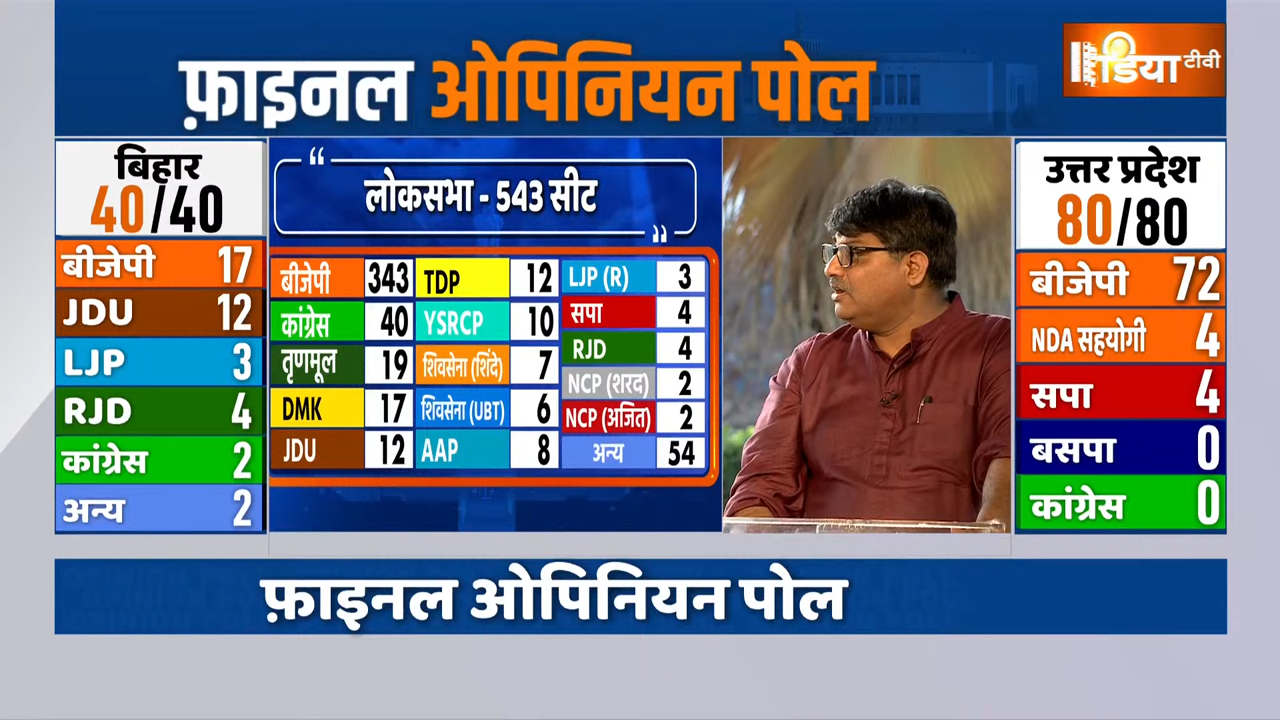 फ़ाइनल ओपिनियन पोल
इंडिया टीवी
बिहार
40/40
बीजेपी 17
JDU 12
LJP 3
RJD 4
कांग्रेस 2
अन्य 2
“
लोकसभा - 543 सीट
”
बीजेपी 343
कांग्रेस 40
तृणमूल 19
DMK 17
JDU 12
TDP 12
YSRCP 10
शिवसेना (शिंदे) 7
शिवसेना (UBT) 6
AAP 8
LJP (R) 3
सपा 4
RJD 4
NCP (शरद) 2
NCP (अजित) 2
अन्य 54
उत्तर प्रदेश
80/80
बीजेपी 72
NDA सहयोगी 4
सपा 4
बसपा 0
कांग्रेस 0
फ़ाइनल ओपिनियन पोल